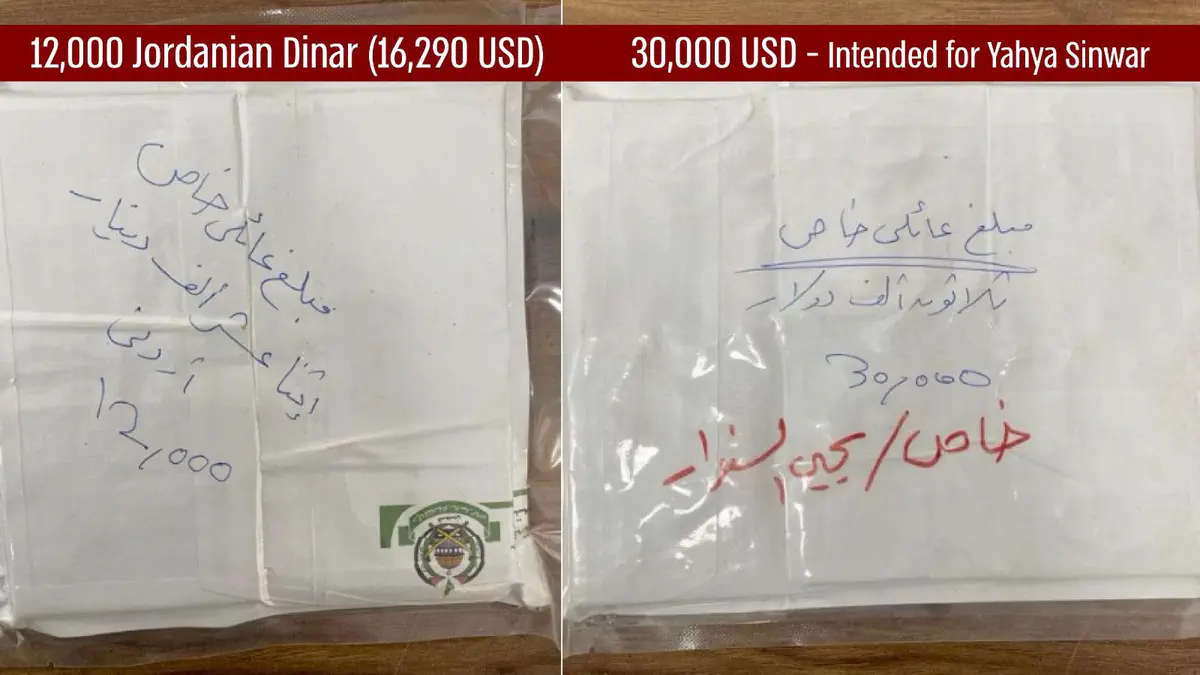 12,000 Jordanian Dinar (16,290 USD)
مبلغ عائلي خاص
إثنا عشر ألف دينار
أردني
12,000
30,000 USD – Intended for Yahya Sinwar
مبلغ عائلي خاص
ثلاثون ألف دولار
30,000
خاص/يحيى السنوار